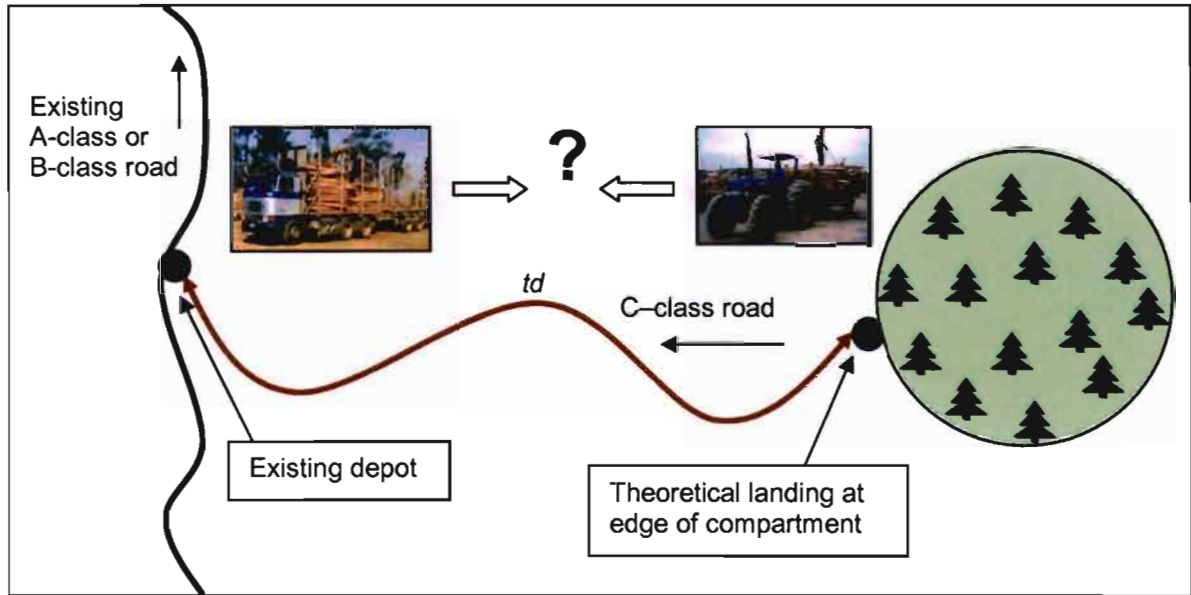 Existing
A-class or
B-class road
?
td
C–class road
Existing depot
Theoretical landing at
edge of compartment